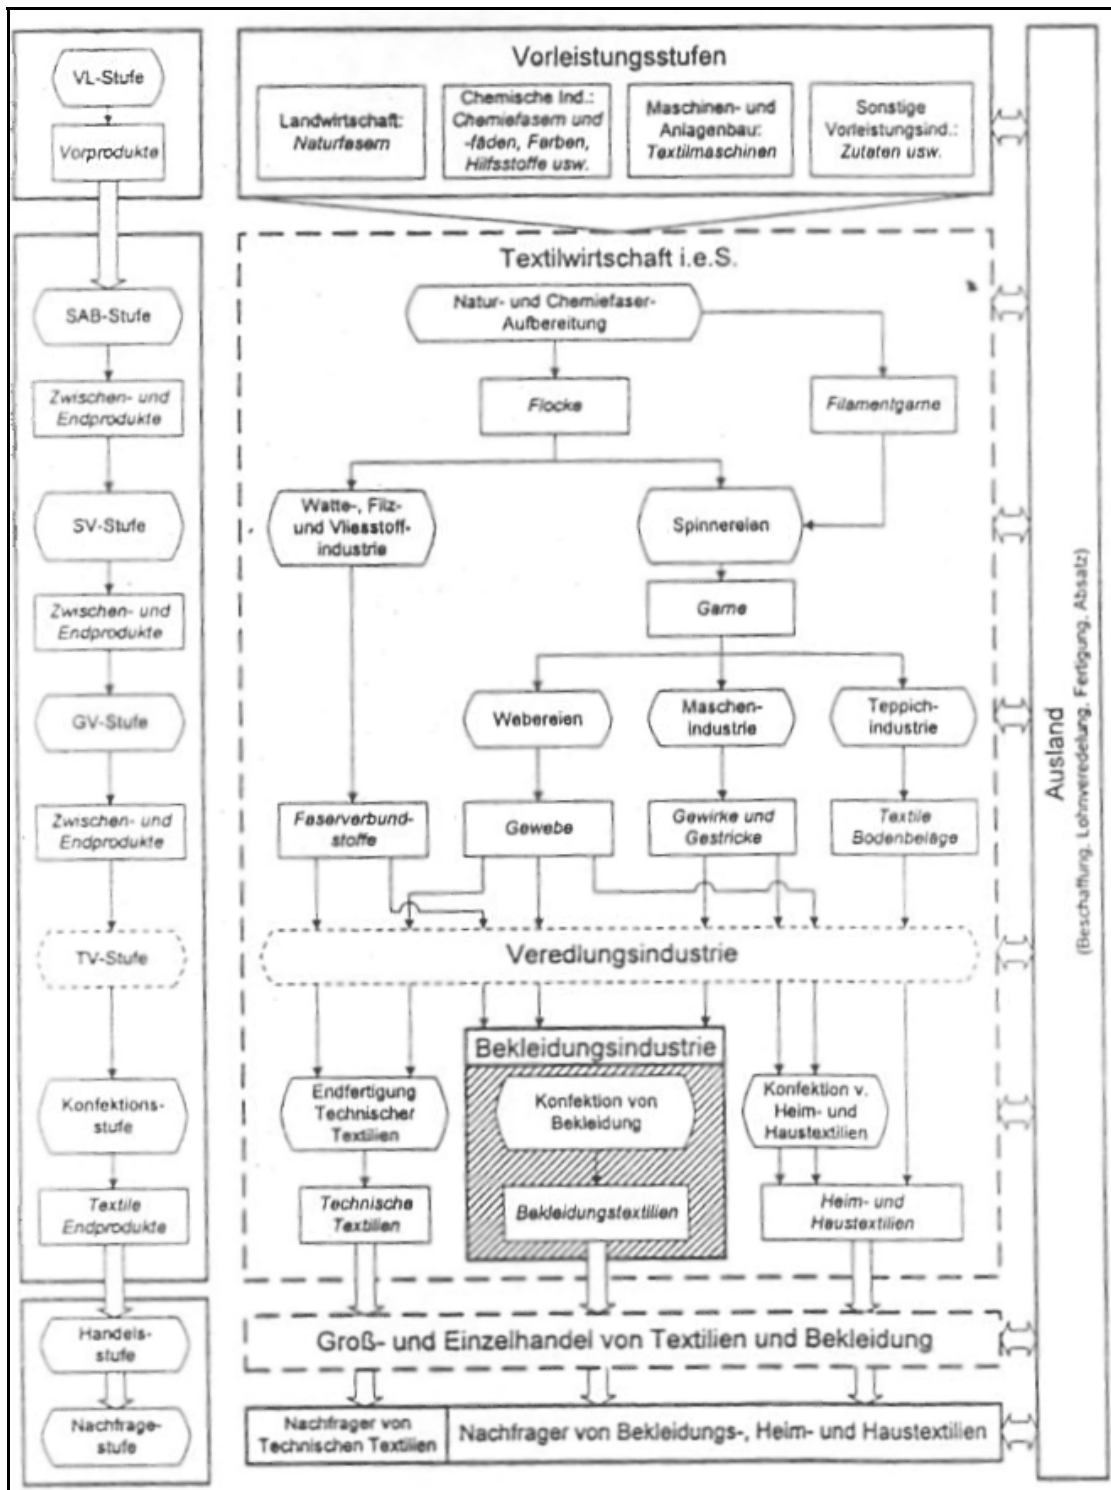 VL-Stufe
Vorprodukte
SAB-Stufe
Zwischen- und
Endprodukte
SV-Stufe
Zwischen- und
Endprodukte
GV-Stufe
Zwischen- und
Endprodukte
TV-Stufe
Konfektions-
stufe
Textile
Endprodukte
Handels-
stufe
Nachfrage-
stufe
Vorleistungsstufen
Landwirtschaft:
Naturfasern
Chemische Ind.:
Chemiefasern und
-fäden, Farben,
Hilfsstoffe usw.
Maschinen- und
Anlagenbau:
Textilmaschinen
Sonstige
Vorleistungsind.:
Zutaten usw.
Textilwirtschaft i.e.S.
Natur- und Chemiefaser-
Aufbereitung
Flocke
Filamentgarne
Watte-, Filz-
und Vliesstoff-
industrie
Spinnereien
Garne
Webereien
Maschen-
industrie
Teppich-
industrie
Faserverbund-
stoffe
Gewebe
Gewirke und
Gestricke
Textile
Bodenbeläge
Veredlungsindustrie
Bekleidungsindustrie
Endfertigung
Technischer
Textilien
Konfektion von
Bekleidung
Konfektion v.
Heim- und
Haustextilien
Technische
Textilien
Bekleidungstextilien
Heim- und
Haustextilien
Groß- und Einzelhandel von Textilien und Bekleidung
Nachfrager von
Technischen Textilien
Nachfrager von Bekleidungs-, Heim- und Haustextilien
Ausland
(Beschaffung, Lohnveredelung, Fertigung, Absatz)